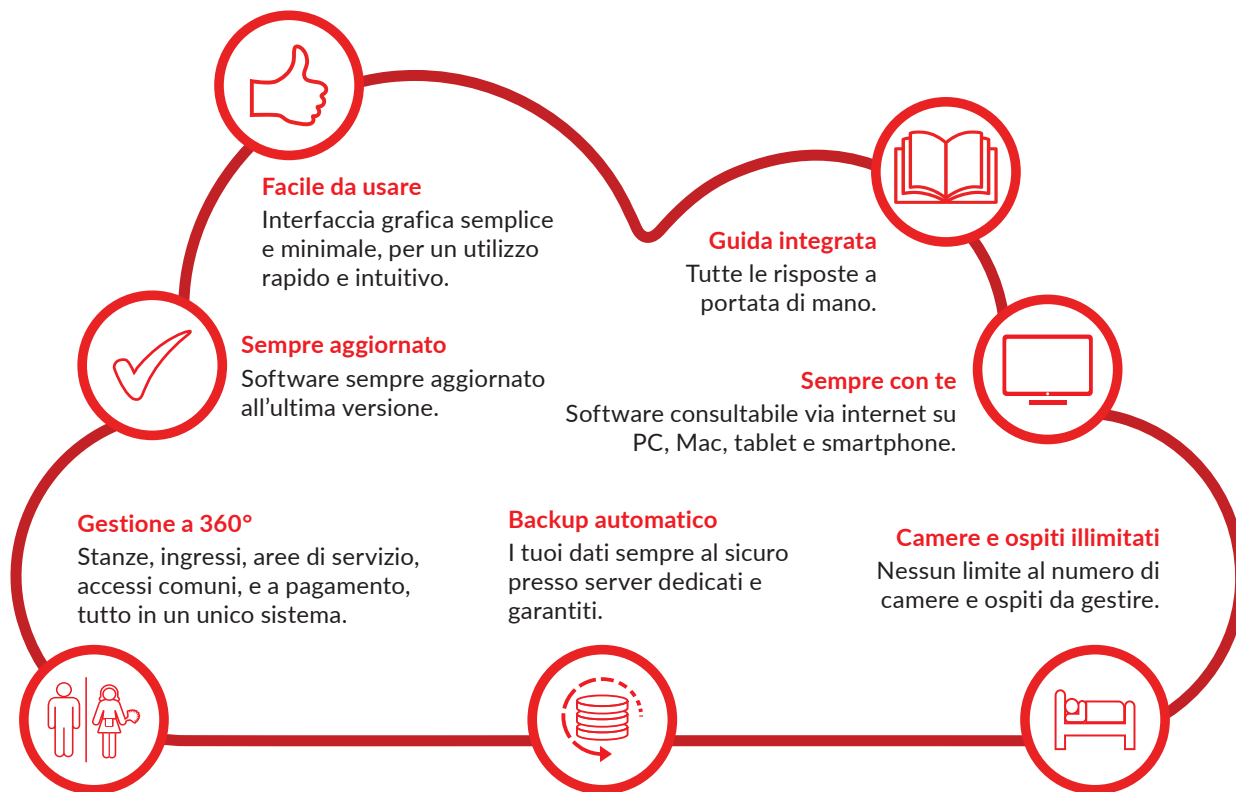 Facile da usare
Interfaccia grafica semplice
e minimale, per un utilizzo
rapido e intuitivo.
Guida integrata
Tutte le risposte a
portata di mano.
Sempre aggiornato
Software sempre aggiornato
all’ultima versione.
Sempre con te
Software consultabile via internet su
PC, Mac, tablet e smartphone.
Gestione a 360°
Stanze, ingressi, aree di servizio,
accessi comuni, e a pagamento,
tutto in un unico sistema.
Backup automatico
I tuoi dati sempre al sicuro
presso server dedicati e
garantiti.
Camere e ospiti illimitati
Nessun limite al numero di
camere e ospiti da gestire.